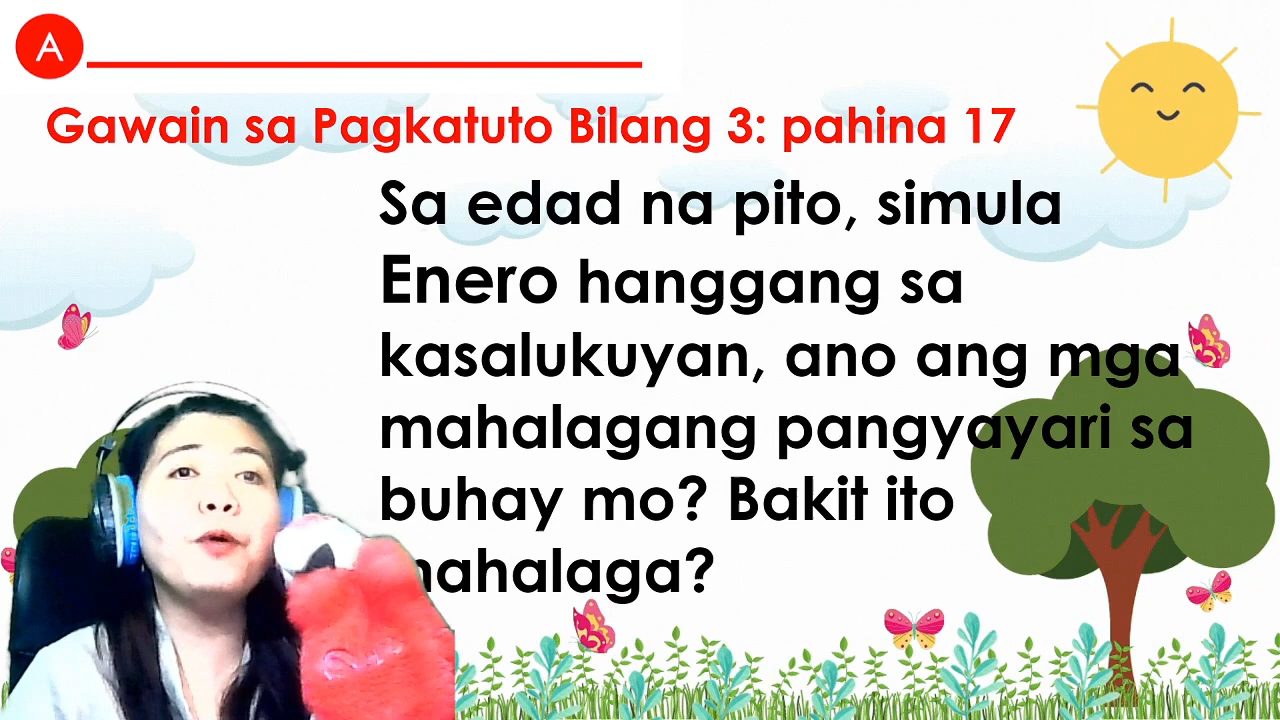 A
Gawain sa Pagkatuto Bilang 3: pahina 17
Sa edad na pito, simula
Enero hanggang sa
kasalukuyan, ano ang mga
mahalagang pangyayari sa
buhay mo? Bakit ito
mahalaga?